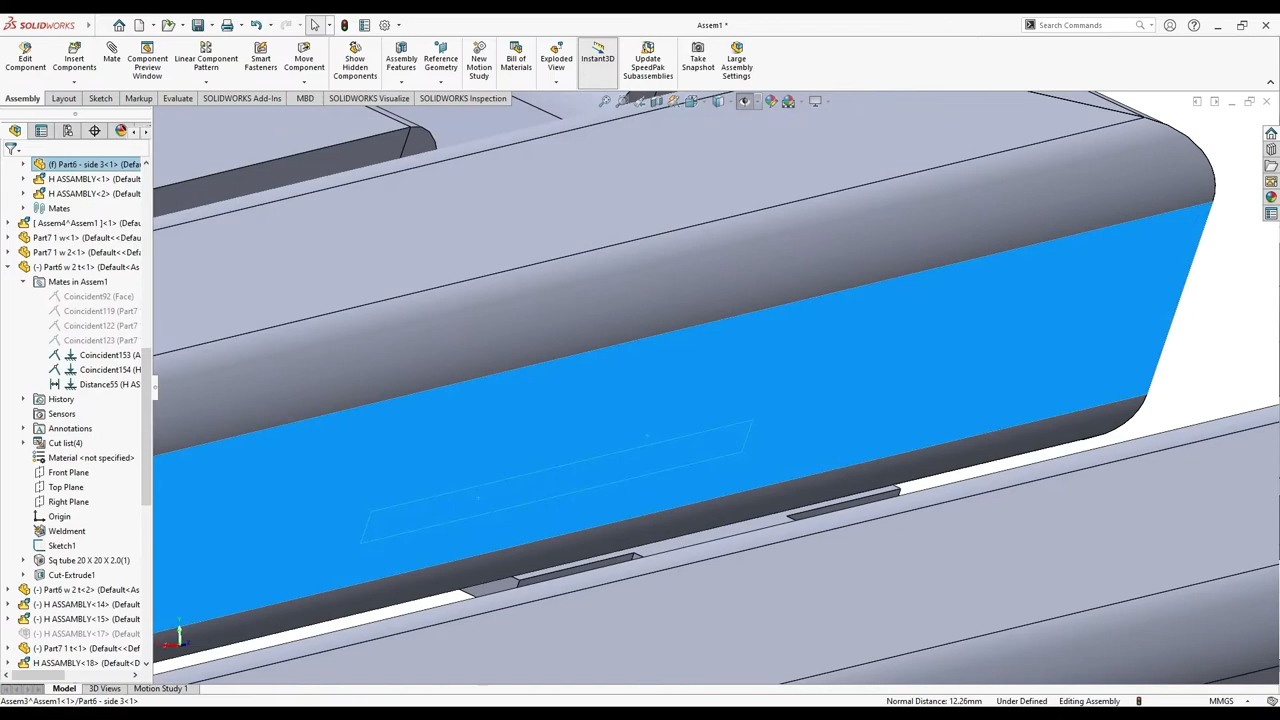 SOLIDWORKS
Assem1 *
Search Commands
Edit Component
Insert Components
Mate
Component Preview Window
Linear Component Pattern
Smart Fasteners
Move Component
Show Hidden Components
Assembly Features
Reference Geometry
New Motion Study
Bill of Materials
Exploded View
Instant3D
Update SpeedPak Subassemblies
Take Snapshot
Large Assembly Settings
Assembly
Layout
Sketch
Markup
Evaluate
SOLIDWORKS Add-Ins
MBD
SOLIDWORKS Visualize
SOLIDWORKS Inspection
(f) Part6 - side 3<1> (Defau
H ASSEMBLY<1> (Default
H ASSEMBLY<2> (Default
Mates
[ Assem4^Assem1 ]<1> (Default
Part7 1 w<1> (Default<<Defau
Part7 1 w 2<1> (Default<<Def
(-) Part6 w 2 t<1> (Default<As
Mates in Assem1
Coincident92 (Face)
Coincident119 (Part7
Coincident122 (Part7
Coincident123 (Part7
Coincident153 (A
Coincident154 (H
Distance55 (H AS
History
Sensors
Annotations
Cut list(4)
Material <not specified>
Front Plane
Top Plane
Right Plane
Origin
Weldment
Sketch1
Sq tube 20 X 20 X 2.0(1)
Cut-Extrude1
(-) Part6 w 2 t<2> (Default<As
(-) H ASSEMBLY<14> (Default
(-) H ASSEMBLY<15> (Default
(-) H ASSEMBLY<17> (Default
(-) Part7 1 t<1> (Default<<Def
H ASSEMBLY<18> (Default<D
Model
3D Views
Motion Study 1
Assem3^Assem1<1>/Part6 - side 3<1>
Normal Distance: 12.26mm
Under Defined
Editing Assembly
MMGS